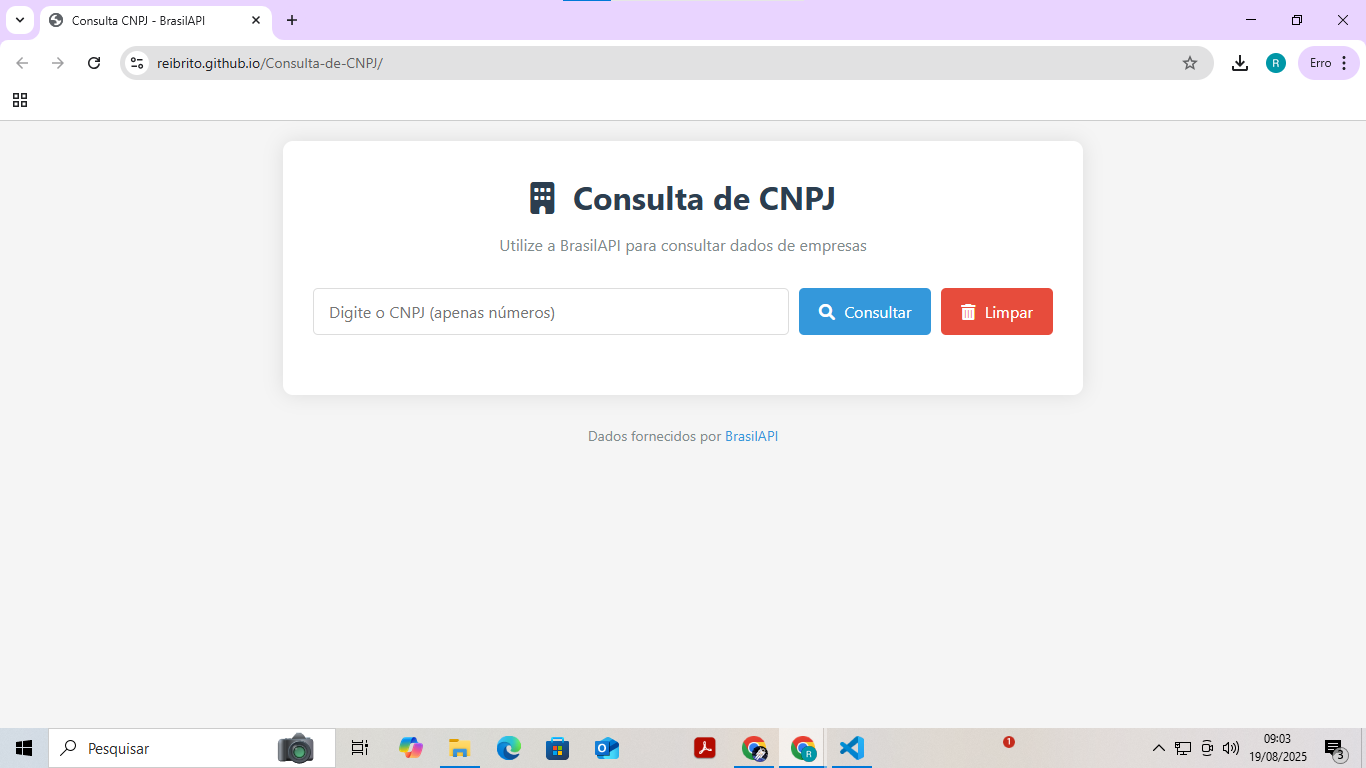 Consulta CNPJ - BrasilAPI
reibrito.github.io/Consulta-de-CNPJ/
R
Erro
Consulta de CNPJ
Utilize a BrasilAPI para consultar dados de empresas
Digite o CNPJ (apenas números)
Consultar
Limpar
Dados fornecidos por BrasilAPI
Pesquisar
R
1
09:03
19/08/2025
3